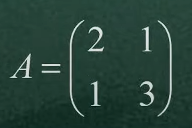 A = (2 1
1 3)